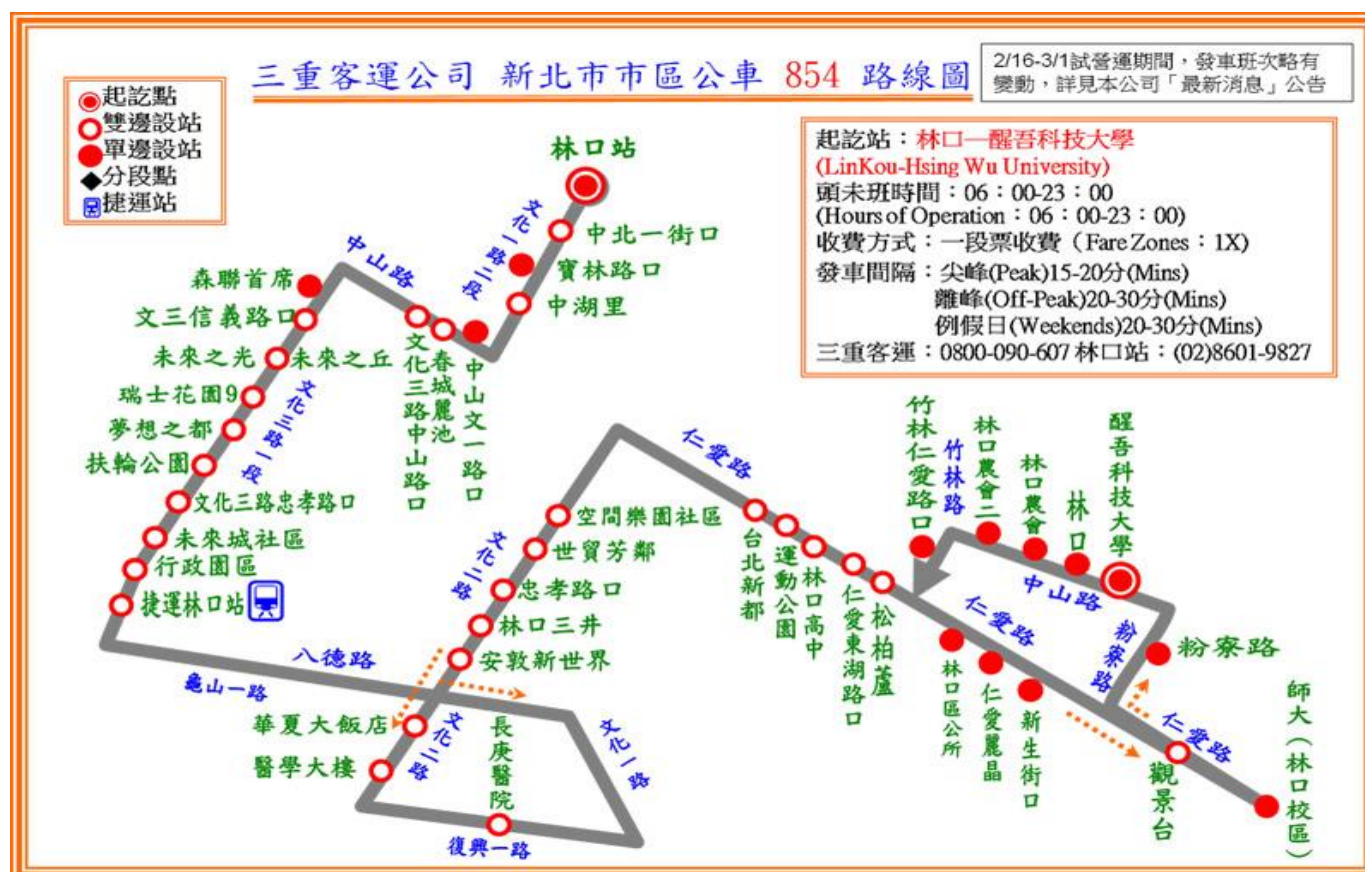 三重客運公司 新北市市區公車 854 路線圖
2/16-3/1試營運期間，發車班次略有
變動，詳見本公司「最新消息」公告
起訖點
雙邊設站
單邊設站
分段點
捷運站
起訖站：林口—醒吾科技大學
(LinKou-Hsing Wu University)
頭未班時間：06：00-23：00
(Hours of Operation：06：00-23：00)
收費方式：一段票收費（Fare Zones：1X）
發車間隔：尖峰(Peak)15-20分(Mins)
離峰(Off-Peak)20-30分(Mins)
例假日(Weekends)20-30分(Mins)
三重客運：0800-090-607 林口站：(02)8601-9827
林口站
中北一街口
寶林路口
中湖里
文化一路二段
中山文一路口
春城麗池
文化三路中山路口
中山路
森聯首席
文三信義路口
未來之光
未來之丘
瑞士花園9
夢想之都
扶輪公園
文化三路一段
文化三路忠孝路口
未來城社區
行政園區
捷運林口站
八德路
龜山一路
文化一路
長庚醫院
復興一路
醫學大樓
華夏大飯店
文化二路
安敦新世界
林口三井
忠孝路口
世貿芳鄰
空間樂園社區
文化二路
仁愛路
台北新都
運動公園
林口高中
仁愛東湖路口
松柏蘆
林口區公所
仁愛麗晶
新生街口
仁愛路
仁愛路
觀景台
師大（林口校區）
粉寮路
粉寮路
醒吾科技大學
林口
林口農會
林口農會二
中山路
竹林路
竹林仁愛路口